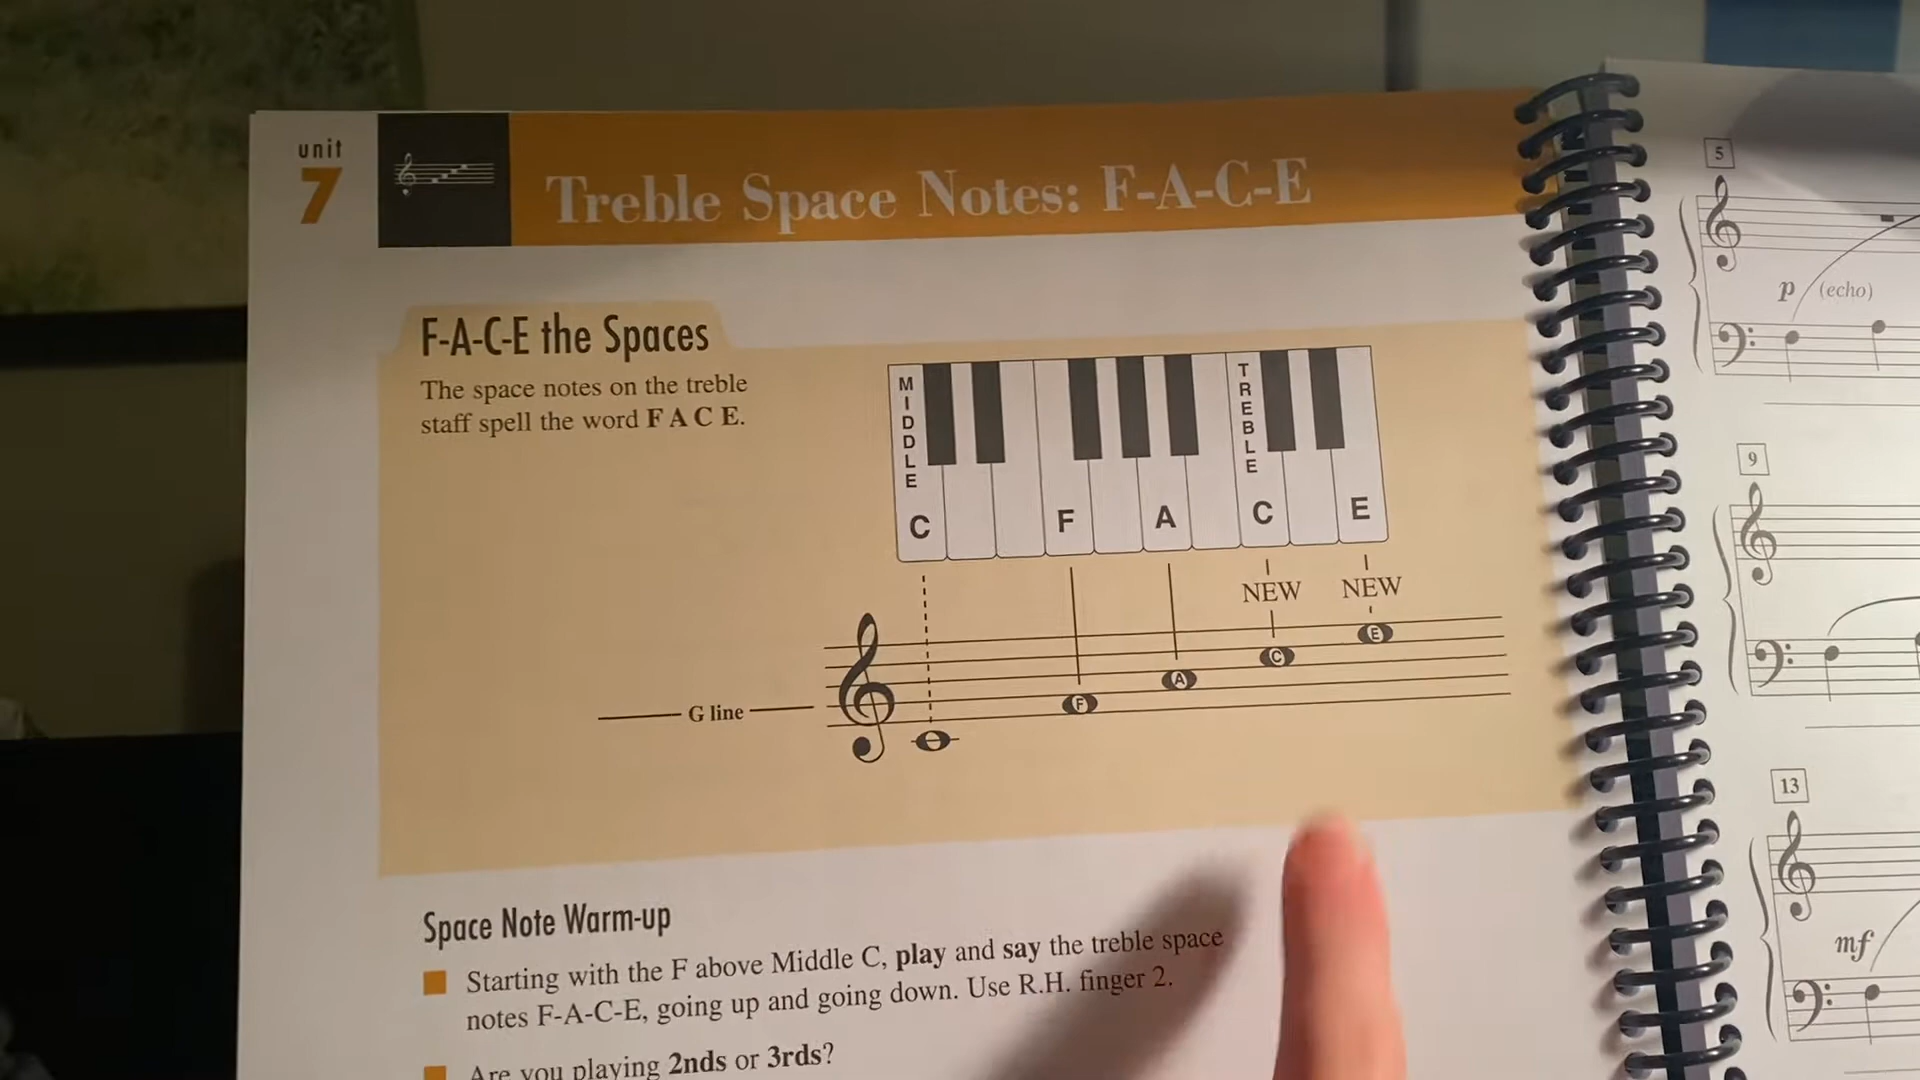 unit
7
Treble Space Notes: F-A-C-E
F-A-C-E the Spaces
The space notes on the treble
staff spell the word F A C E.
MIDDLE
TREBLE
C F A C E
NEW NEW
E
C
A
F
G line
Space Note Warm-up
Starting with the F above Middle C, play and say the treble space
notes F-A-C-E, going up and going down. Use R.H. finger 2.
Are you playing 2nds or 3rds?
5
p (echo)
9
13
mf